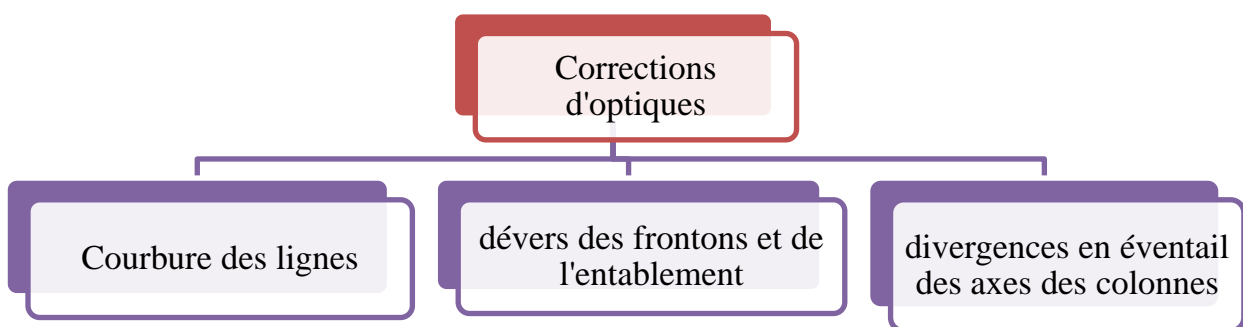 Corrections
d'optiques
Courbure des lignes
dévers des frontons et de
l'entablement
divergences en éventail
des axes des colonnes